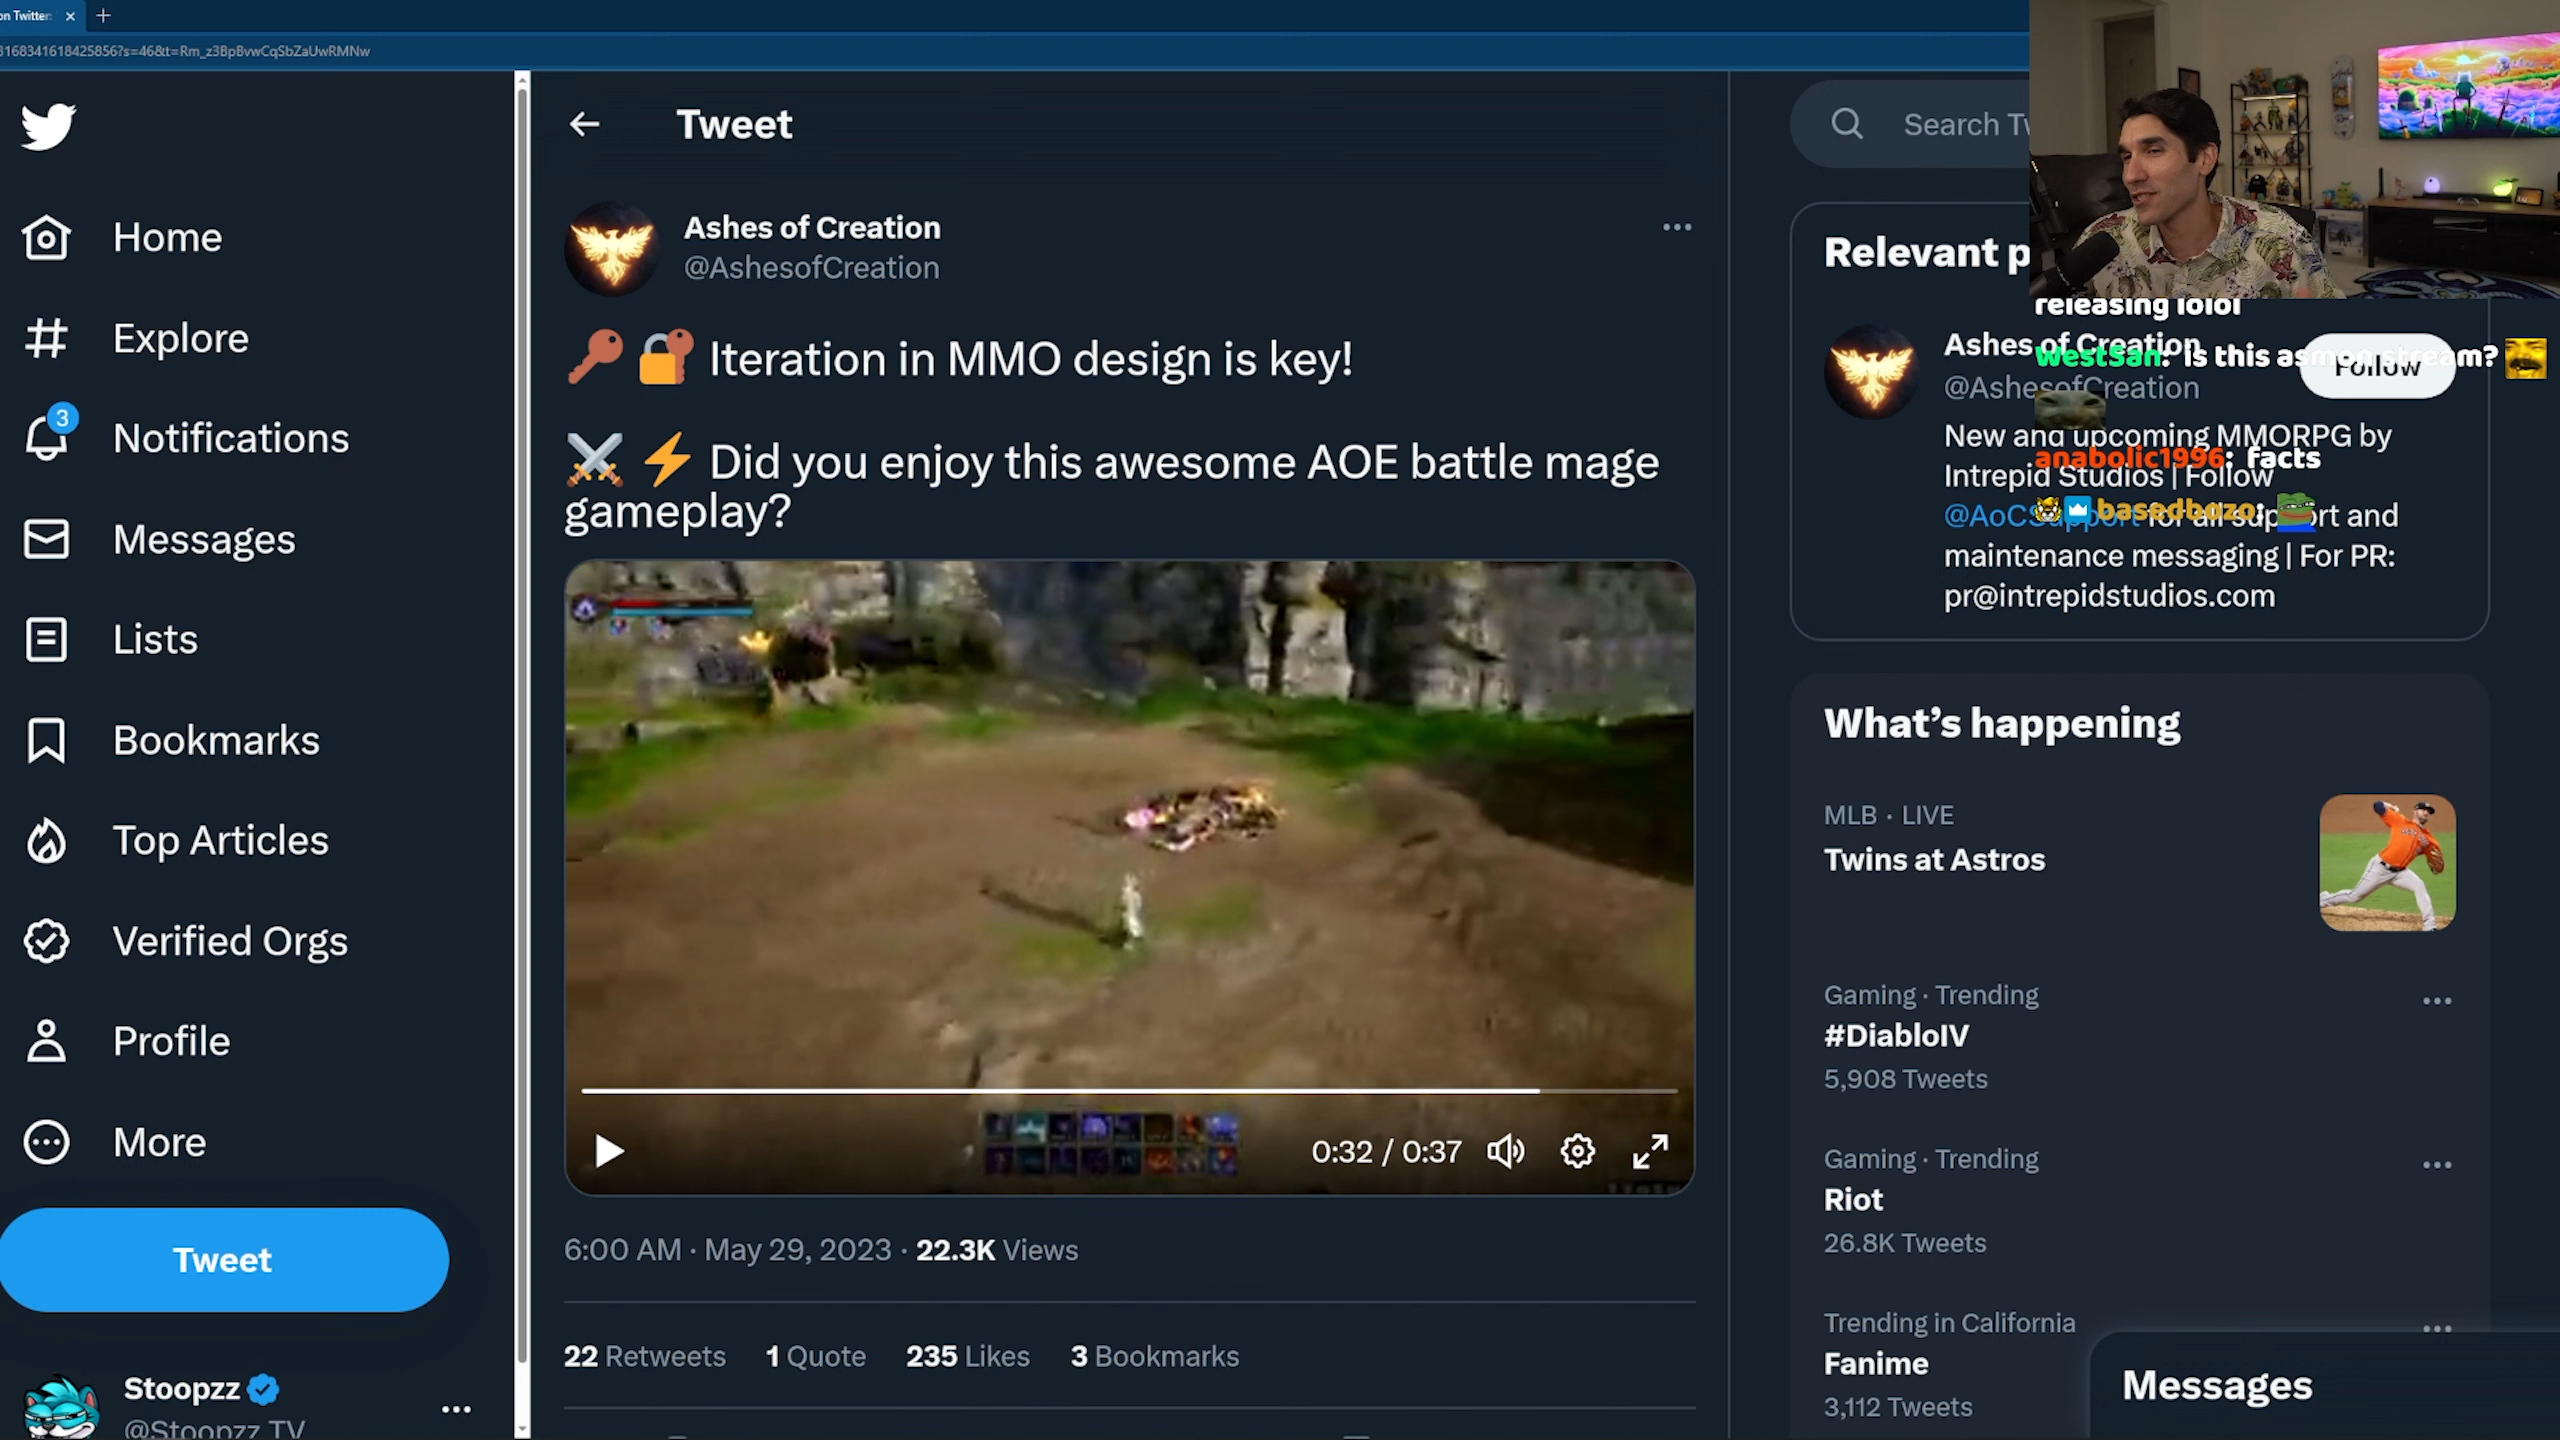 on Twitter:
3168341618425856?s=46&t=Rm_z3BpBvwCqSbZaUwRMNw
Home
Explore
3
Notifications
Messages
Lists
Bookmarks
Top Articles
Verified Orgs
Profile
More
Tweet
Stoopzz
@Stoopzz_TV
Tweet
Ashes of Creation
@AshesofCreation
Iteration in MMO design is key!
Did you enjoy this awesome AOE battle mage
gameplay?
0:32 / 0:37
6:00 AM · May 29, 2023 · 22.3K Views
22 Retweets 1 Quote 235 Likes 3 Bookmarks
Search Tw
Relevant p
releasing lolol
Ashes of Creation
@AshesofCreation
Follow
WestSan: is this asmon stream?
New and upcoming MMORPG by
anabolic1996: facts
Intrepid Studios | Follow
basedbozo:
@AoCSupport for all support and
maintenance messaging | For PR:
pr@intrepidstudios.com
What's happening
MLB · LIVE
Twins at Astros
Gaming · Trending
#DiabloIV
5,908 Tweets
Gaming · Trending
Riot
26.8K Tweets
Trending in California
Fanime
3,112 Tweets
Messages